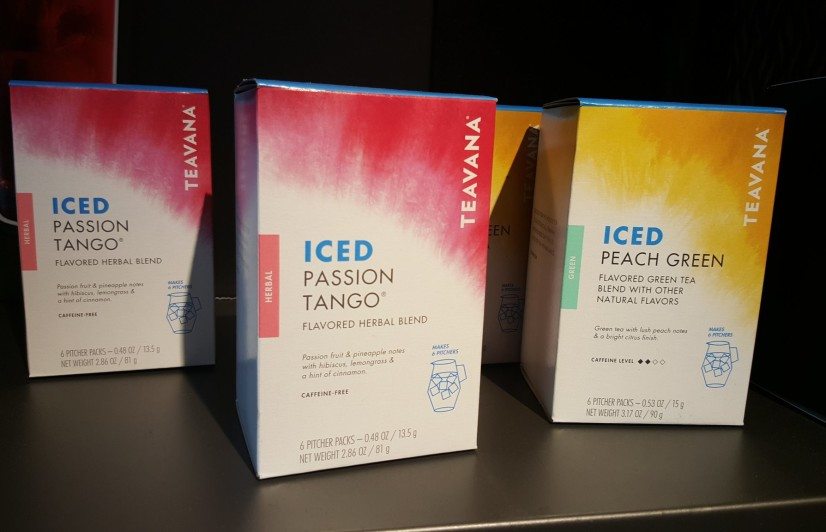 TEAVANA
HERBAL
ICED
PASSION
TANGO®
FLAVORED HERBAL BLEND
Passion fruit & pineapple notes
with hibiscus, lemongrass &
a hint of cinnamon.
CAFFEINE-FREE
MAKES
6 PITCHERS
6 PITCHER PACKS – 0.48 OZ / 13.5 g
NET WEIGHT 2.86 OZ / 81 g
TEAVANA
HERBAL
ICED
PASSION
TANGO®
FLAVORED HERBAL BLEND
Passion fruit & pineapple notes
with hibiscus, lemongrass &
a hint of cinnamon.
CAFFEINE-FREE
MAKES
6 PITCHERS
6 PITCHER PACKS – 0.48 OZ / 13.5 g
NET WEIGHT 2.86 OZ / 81 g
TEAVANA
GREEN
ICED
PEACH GREEN
FLAVORED GREEN TEA
BLEND WITH OTHER
NATURAL FLAVORS
Green tea with lush peach notes
& a bright citrus finish.
CAFFEINE LEVEL
MAKES
6 PITCHERS
6 PITCHER PACKS – 0.53 OZ / 15 g
NET WEIGHT 3.17 OZ / 90 g